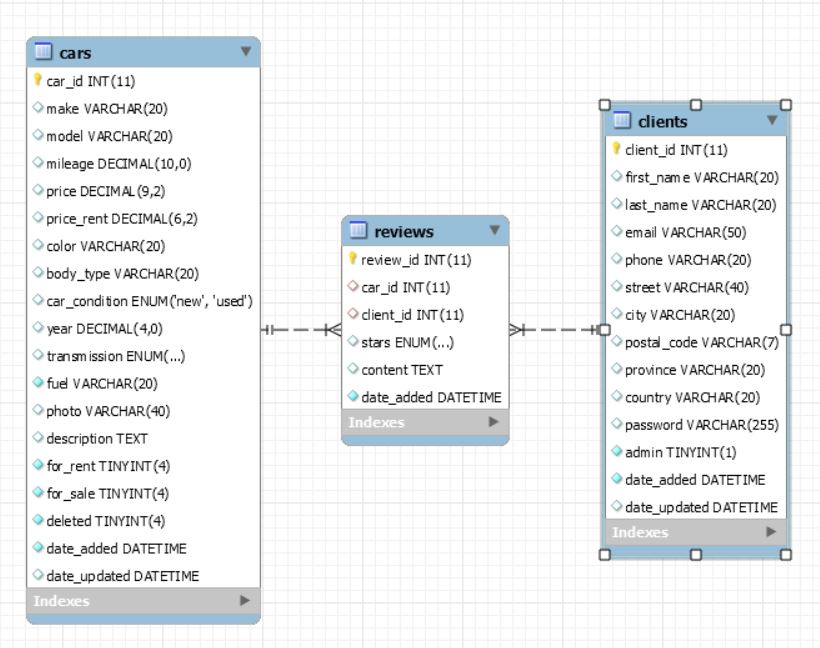 cars
car_id INT(11)
make VARCHAR(20)
model VARCHAR(20)
mileage DECIMAL(10,0)
price DECIMAL(9,2)
price_rent DECIMAL(6,2)
color VARCHAR(20)
body_type VARCHAR(20)
car_condition ENUM('new', 'used')
year DECIMAL(4,0)
transmission ENUM(...)
fuel VARCHAR(20)
photo VARCHAR(40)
description TEXT
for_rent TINYINT(4)
for_sale TINYINT(4)
deleted TINYINT(4)
date_added DATETIME
date_updated DATETIME
Indexes
reviews
review_id INT(11)
car_id INT(11)
client_id INT(11)
stars ENUM(...)
content TEXT
date_added DATETIME
Indexes
clients
client_id INT(11)
first_name VARCHAR(20)
last_name VARCHAR(20)
email VARCHAR(50)
phone VARCHAR(20)
street VARCHAR(40)
city VARCHAR(20)
postal_code VARCHAR(7)
province VARCHAR(20)
country VARCHAR(20)
password VARCHAR(255)
admin TINYINT(1)
date_added DATETIME
date_updated DATETIME
Indexes